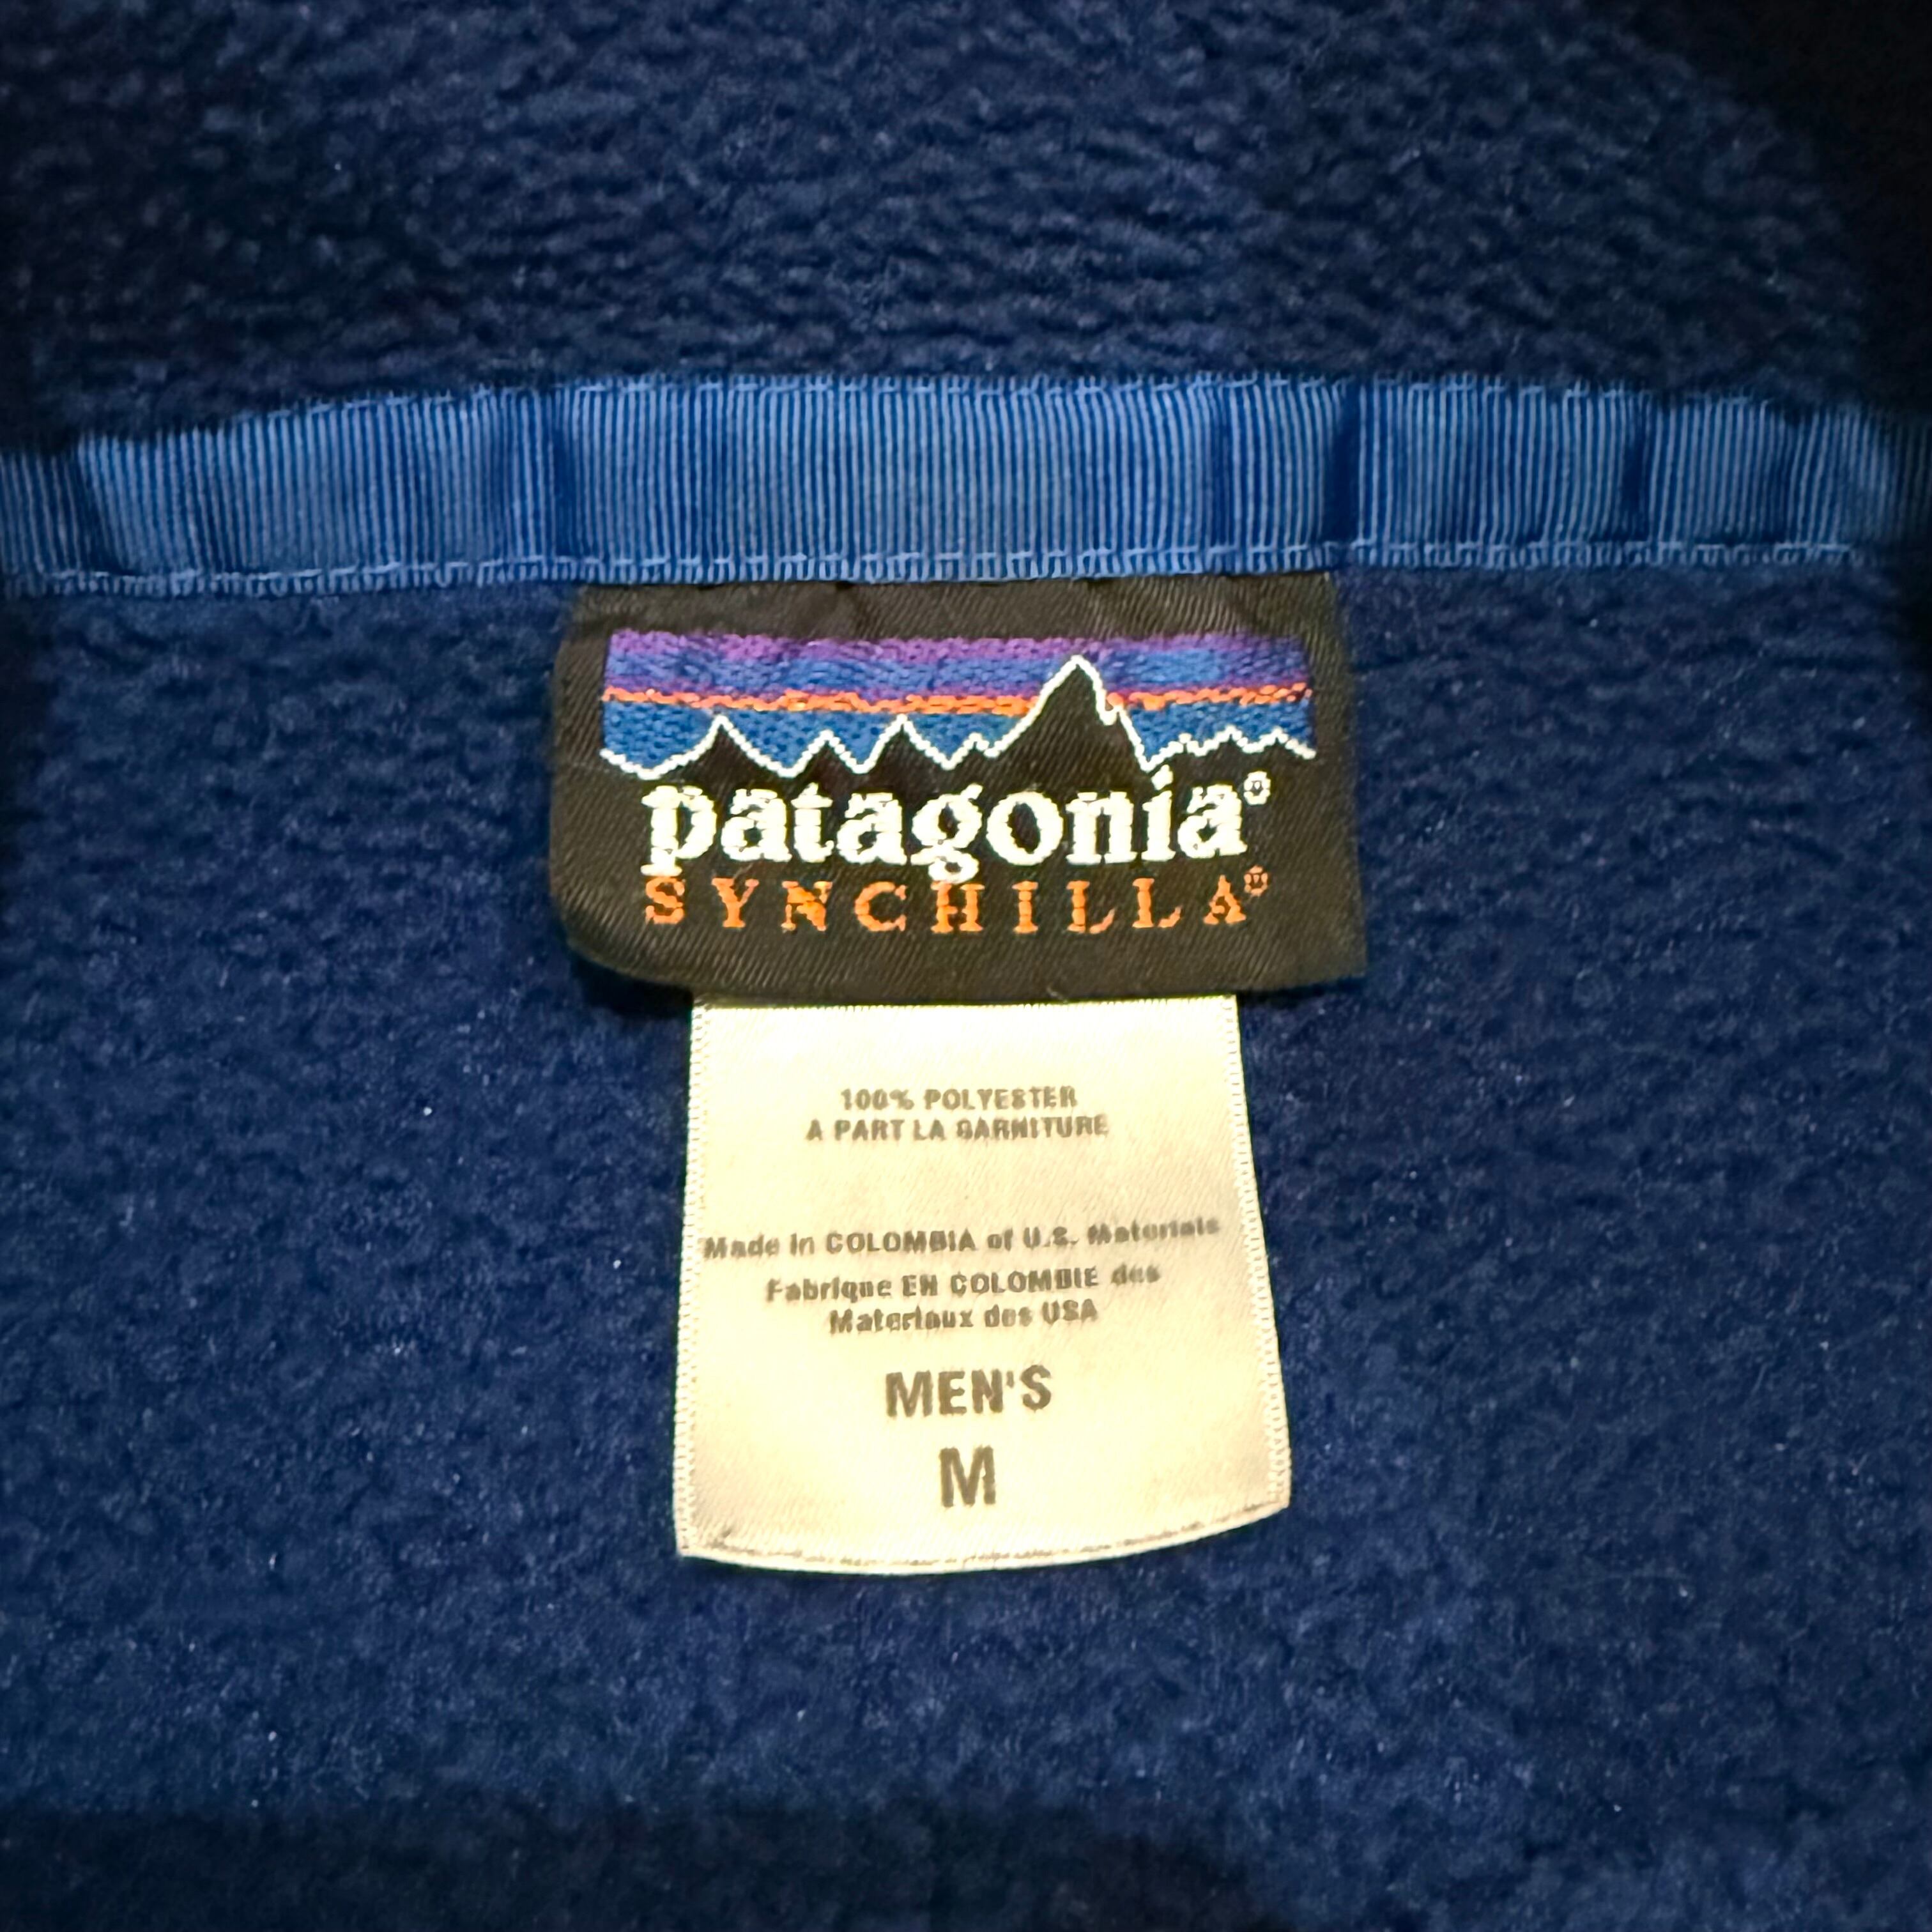 patagonia®
SYNCHILLA®
100% POLYESTER
A PART LA GARNITURE
Made in COLOMBIA of U.S. Materials
Fabrique EN COLOMBIE des
Materiaux des USA
MEN'S
M